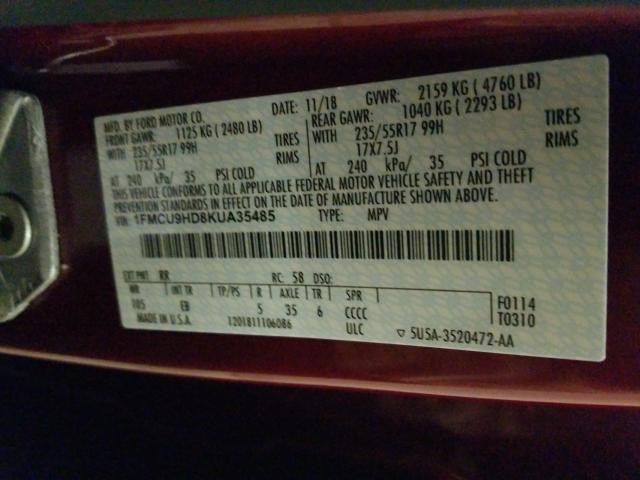 MFD. BY FORD MOTOR CO.
DATE: 11/18 GVWR: 2159 KG ( 4760 LB)
FRONT GAWR: 1125 KG ( 2480 LB)
REAR GAWR: 1040 KG ( 2293 LB)
WITH 235/55R17 99H TIRES
WITH 235/55R17 99H TIRES
17X7.5J RIMS
17X7.5J RIMS
AT 240 kPa/ 35 PSI COLD
AT 240 kPa/ 35 PSI COLD
THIS VEHICLE CONFORMS TO ALL APPLICABLE FEDERAL MOTOR VEHICLE SAFETY AND THEFT
PREVENTION STANDARDS IN EFFECT ON THE DATE OF MANUFACTURE SHOWN ABOVE.
VIN: 1FMCU9HD8KUA35485 TYPE: MPV
EXT PNT: RR RC: 58 DSO:
WB INT TR TP/PS R AXLE TR SPR
105 EB 5 35 6 CCCC
F0114
T0310
MADE IN U.S.A. 1201811106086 ULC
▽ 5U5A-3520472-AA